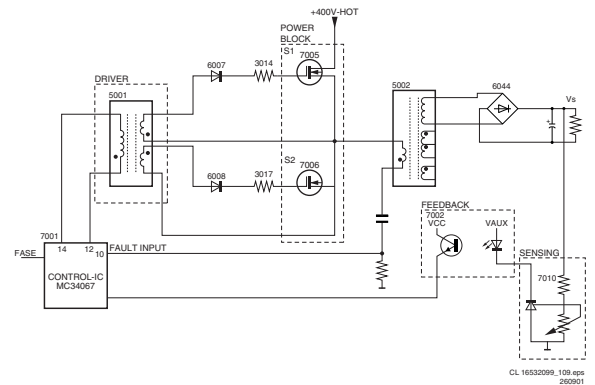 +400V-HOT
POWER
BLOCK
S1
7005
6007
3014
DRIVER
5001
5002
6044
Vs
+
S2
7006
6008
3017
FEEDBACK
7002
VCC
VAUX
7001
14
12
10
FAULT INPUT
FASE
CONTROL-IC
MC34067
SENSING
7010
CL 16532099_109.eps
260901